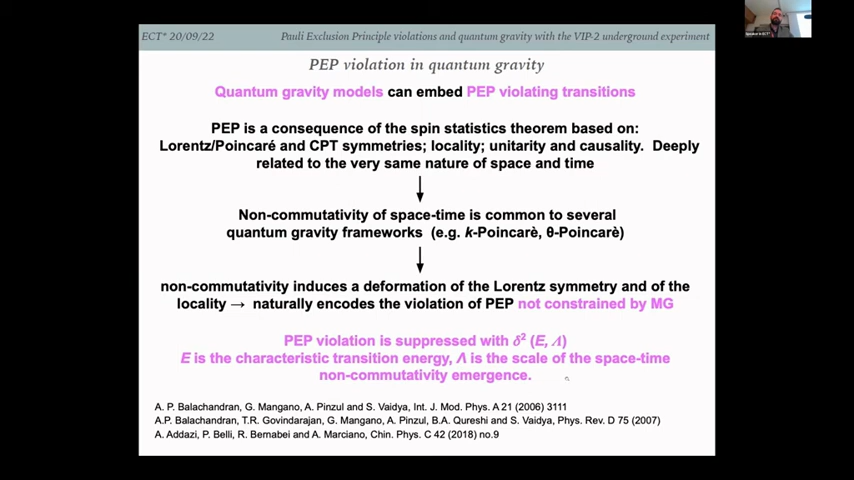 ECT* 20/09/22 Pauli Exclusion Principle violations and quantum gravity with the VIP-2 underground experiment
PEP violation in quantum gravity
Quantum gravity models can embed PEP violating transitions
PEP is a consequence of the spin statistics theorem based on:
Lorentz/Poincaré and CPT symmetries; locality; unitarity and causality. Deeply
related to the very same nature of space and time
Non-commutativity of space-time is common to several
quantum gravity frameworks (e.g. k-Poincarè, θ-Poincarè)
non-commutativity induces a deformation of the Lorentz symmetry and of the
locality → naturally encodes the violation of PEP not constrained by MG
PEP violation is suppressed with δ² (E, Λ)
E is the characteristic transition energy, Λ is the scale of the space-time
non-commutativity emergence.
A. P. Balachandran, G. Mangano, A. Pinzul and S. Vaidya, Int. J. Mod. Phys. A 21 (2006) 3111
A.P. Balachandran, T.R. Govindarajan, G. Mangano, A. Pinzul, B.A. Qureshi and S. Vaidya, Phys. Rev. D 75 (2007)
A. Addazi, P. Belli, R. Bernabei and A. Marciano, Chin. Phys. C 42 (2018) no.9